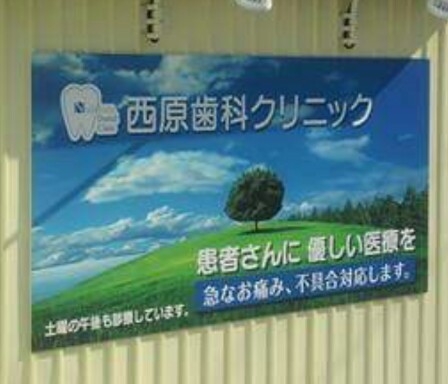 西原歯科クリニック
患者さんに 優しい医療を
急なお痛み、不具合対応します。
土曜の午後も診療しています。